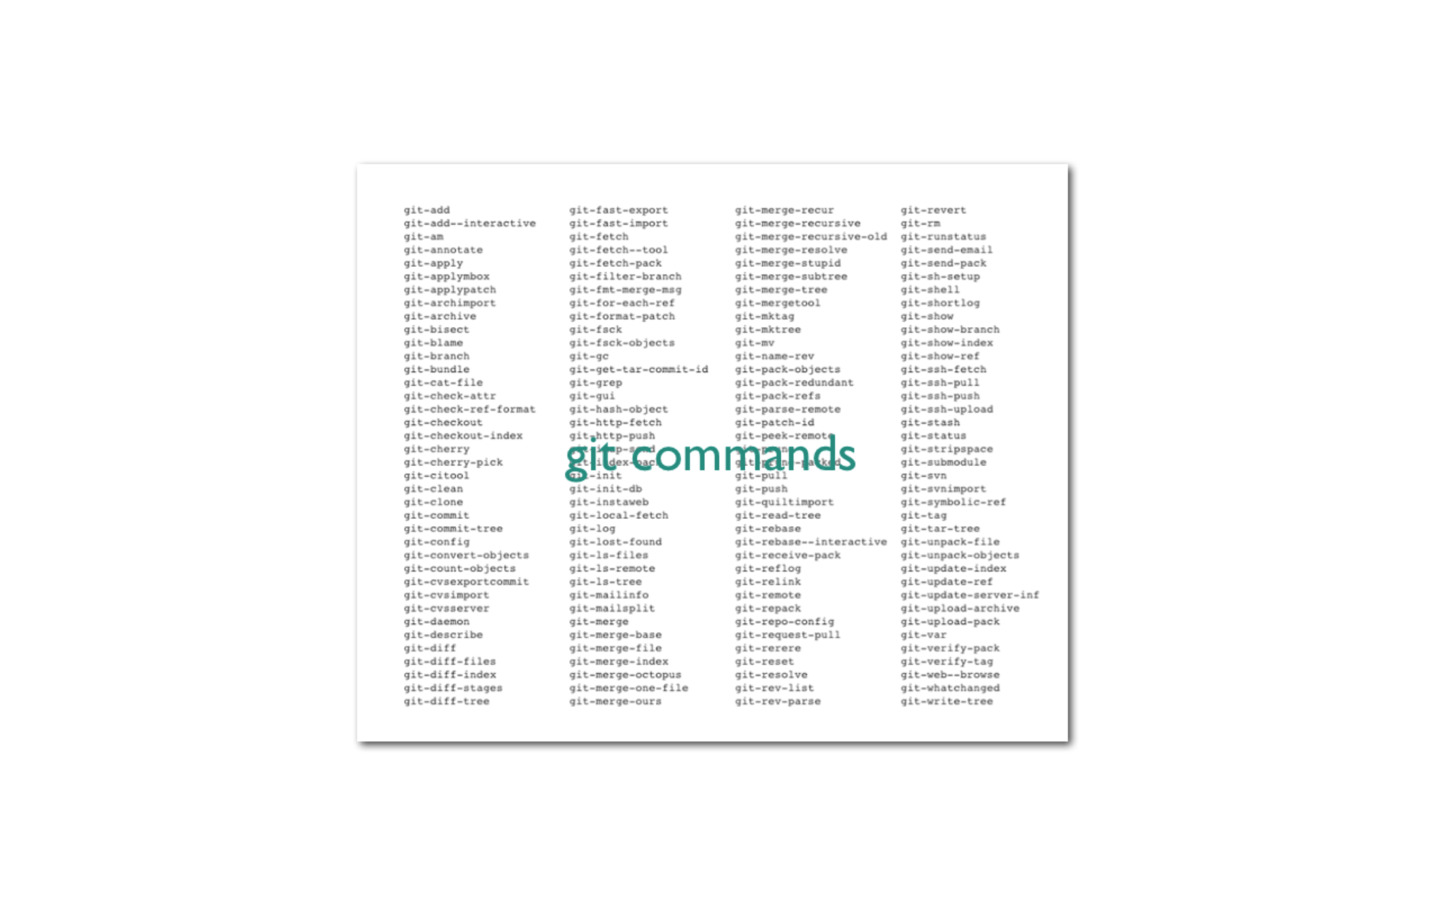 git-add
git-add--interactive
git-am
git-annotate
git-apply
git-applymbox
git-applypatch
git-archimport
git-archive
git-bisect
git-blame
git-branch
git-bundle
git-cat-file
git-check-attr
git-check-ref-format
git-checkout
git-checkout-index
git-cherry
git-cherry-pick
git-citool
git-clean
git-clone
git-commit
git-commit-tree
git-config
git-convert-objects
git-count-objects
git-cvsexportcommit
git-cvsimport
git-cvsserver
git-daemon
git-describe
git-diff
git-diff-files
git-diff-index
git-diff-stages
git-diff-tree
git-fast-export
git-fast-import
git-fetch
git-fetch--tool
git-fetch-pack
git-filter-branch
git-fmt-merge-msg
git-for-each-ref
git-format-patch
git-fsck
git-fsck-objects
git-gc
git-get-tar-commit-id
git-grep
git-gui
git-hash-object
git-http-fetch
git-http-push
git-init
git-init-db
git-instaweb
git-local-fetch
git-log
git-lost-found
git-ls-files
git-ls-remote
git-ls-tree
git-mailinfo
git-mailsplit
git-merge
git-merge-base
git-merge-file
git-merge-index
git-merge-octopus
git-merge-one-file
git-merge-ours
git-merge-recur
git-merge-recursive
git-merge-recursive-old
git-merge-resolve
git-merge-stupid
git-merge-subtree
git-merge-tree
git-mergetool
git-mktag
git-mktree
git-mv
git-name-rev
git-pack-objects
git-pack-redundant
git-pack-refs
git-parse-remote
git-patch-id
git-peek-remote
git-pull
git-push
git-quiltimport
git-read-tree
git-rebase
git-rebase--interactive
git-receive-pack
git-reflog
git-relink
git-remote
git-repack
git-repo-config
git-request-pull
git-rerere
git-reset
git-resolve
git-rev-list
git-rev-parse
git-revert
git-rm
git-runstatus
git-send-email
git-send-pack
git-sh-setup
git-shell
git-shortlog
git-show
git-show-branch
git-show-index
git-show-ref
git-ssh-fetch
git-ssh-pull
git-ssh-push
git-ssh-upload
git-stash
git-status
git-stripspace
git-submodule
git-svn
git-svnimport
git-symbolic-ref
git-tag
git-tar-tree
git-unpack-file
git-unpack-objects
git-update-index
git-update-ref
git-update-server-inf
git-upload-archive
git-upload-pack
git-var
git-verify-pack
git-verify-tag
git-web--browse
git-whatchanged
git-write-tree
git commands